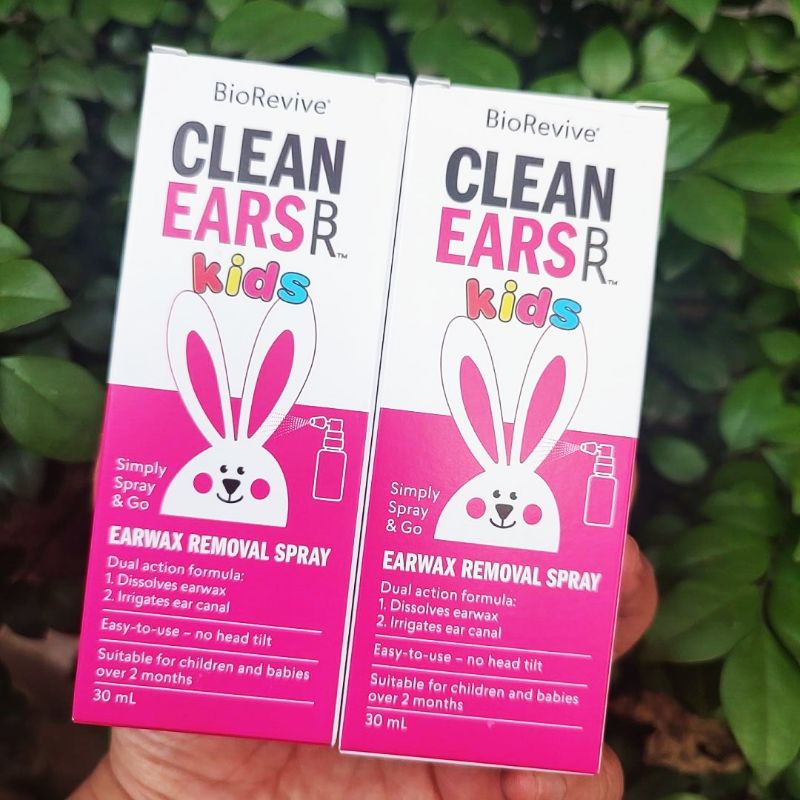 BioRevive®
CLEAN
EARS BR™
kids
Simply
Spray
& Go
EARWAX REMOVAL SPRAY
Dual action formula:
1. Dissolves earwax
2. Irrigates ear canal
Easy-to-use – no head tilt
Suitable for children and babies
over 2 months
30 mL
BioRevive®
CLEAN
EARS BR™
kids
Simply
Spray
& Go
EARWAX REMOVAL SPRAY
Dual action formula:
1. Dissolves earwax
2. Irrigates ear canal
Easy-to-use – no head tilt
Suitable for children and babies
over 2 months
30 mL